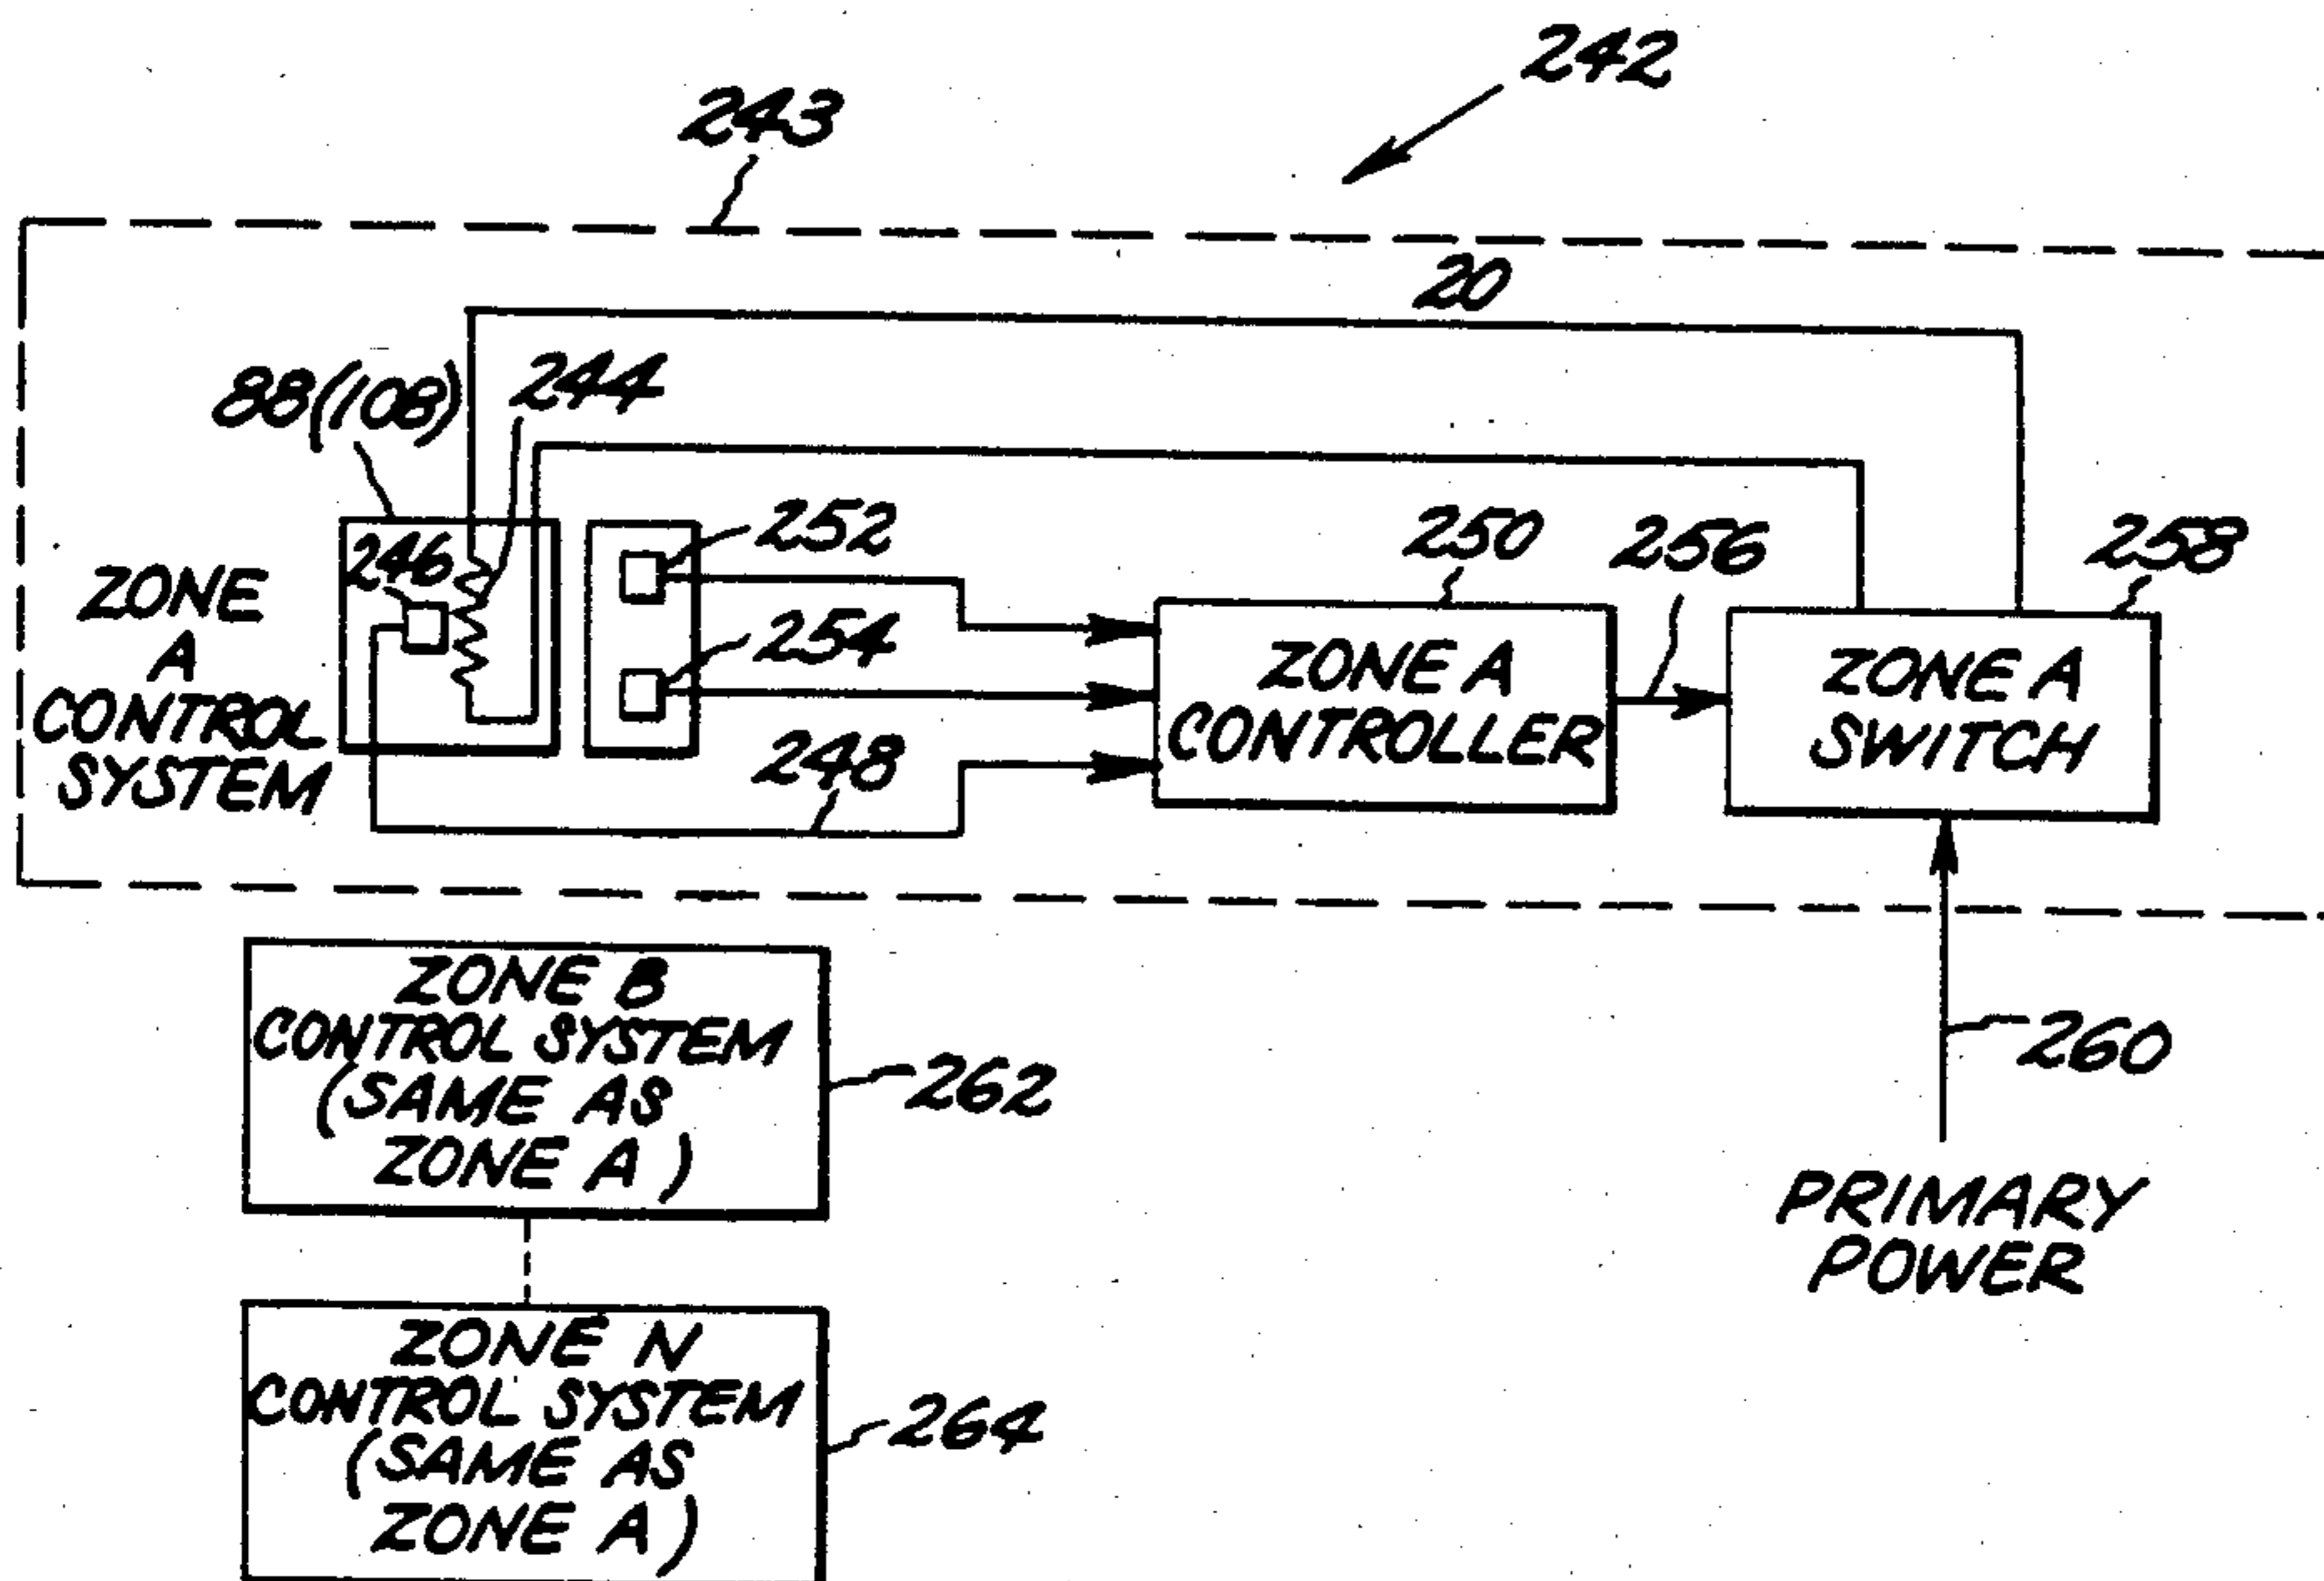 242
243
20
88(108)
244
246
252
254
250
256
258
248
ZONE
A
CONTROL
SYSTEM
ZONE A
CONTROLLER
ZONE A
SWITCH
260
PRIMARY
POWER
ZONE B
CONTROL SYSTEM
(SAME AS
ZONE A)
262
ZONE N
CONTROL SYSTEM
(SAME AS
ZONE A)
264